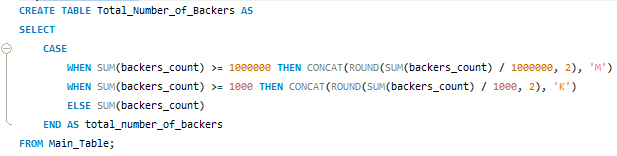 CREATE TABLE Total_Number_of_Backers AS
SELECT
CASE
WHEN SUM(backers_count) >= 1000000 THEN CONCAT(ROUND(SUM(backers_count) / 1000000, 2), 'M')
WHEN SUM(backers_count) >= 1000 THEN CONCAT(ROUND(SUM(backers_count) / 1000, 2), 'K')
ELSE SUM(backers_count)
END AS total_number_of_backers
FROM Main_Table;